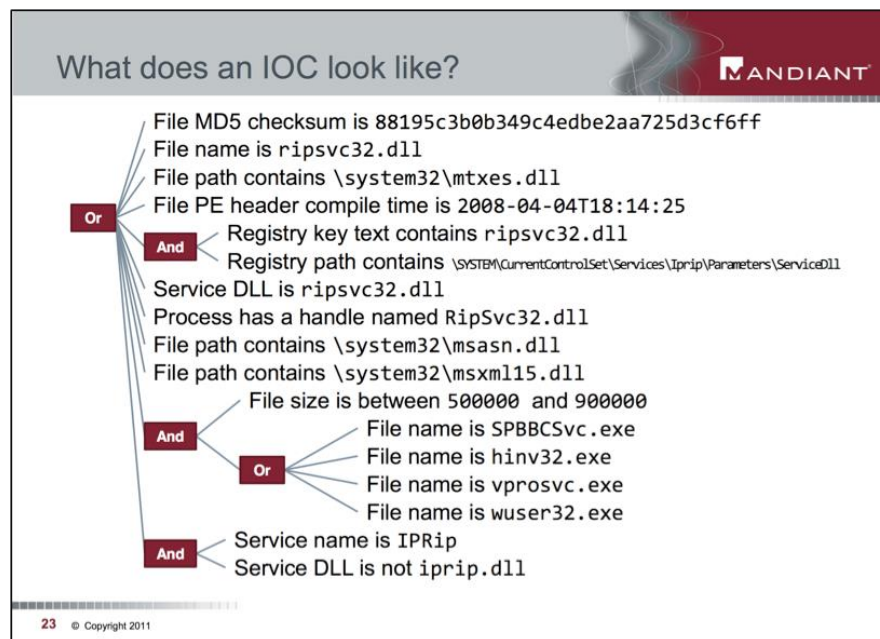 What does an IOC look like?
MANDIANT
File MD5 checksum is 88195c3b0b349c4edbe2aa725d3cf6ff
File name is ripsvc32.dll
File path contains \system32\mtxes.dll
File PE header compile time is 2008-04-04T18:14:25
Or
And
Registry key text contains ripsvc32.dll
Registry path contains \SYSTEM\CurrentControlSet\Services\Iprip\Parameters\ServiceDll
Service DLL is ripsvc32.dll
Process has a handle named RipSvc32.dll
File path contains \system32\msasn.dll
File path contains \system32\msxml15.dll
And
File size is between 500000 and 900000
Or
File name is SPBBCSvc.exe
File name is hinv32.exe
File name is vprosvc.exe
File name is wuser32.exe
And
Service name is IPRip
Service DLL is not iprip.dll
23 © Copyright 2011